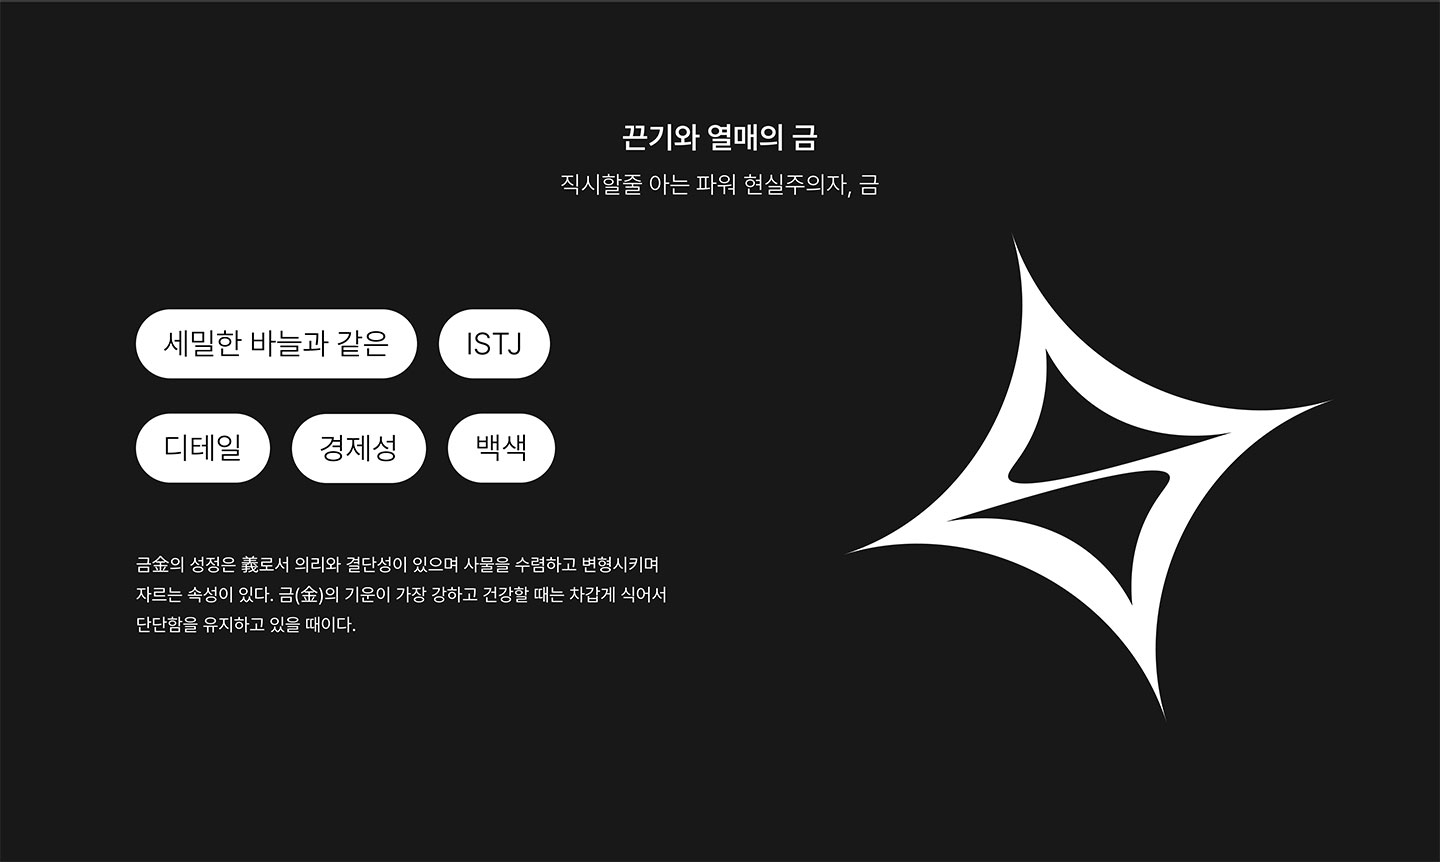 끈기와 열매의 금
직시할줄 아는 파워 현실주의자, 금
세밀한 바늘과 같은 ISTJ
디테일 경제성 백색
금金의 성정은 義로서 의리와 결단성이 있으며 사물을 수렴하고 변형시키며
자르는 속성이 있다. 금(金)의 기운이 가장 강하고 건강할 때는 차갑게 식어서
단단함을 유지하고 있을 때이다.